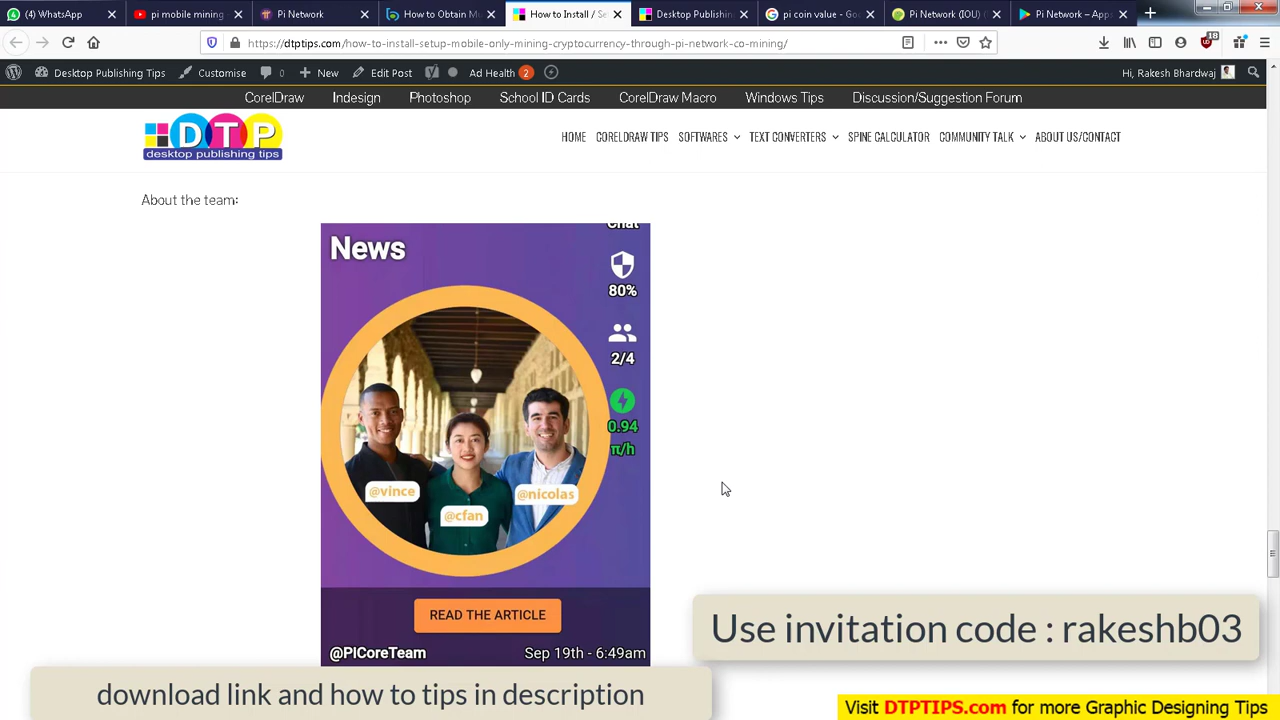 (4) WhatsApp
pi mobile mining
Pi Network
How to Obtain M
How to Install / Se
Desktop Publishin
pi coin value - Goo
Pi Network (IOU) (
Pi Network – Apps
https://dtptips.com/how-to-install-setup-mobile-only-mining-cryptocurrency-through-pi-network-co-mining/
18
Desktop Publishing Tips
Customise
0
New
Edit Post
Ad Health 2
Hi, Rakesh Bhardwaj
CorelDraw
Indesign
Photoshop
School ID Cards
CorelDraw Macro
Windows Tips
Discussion/Suggestion Forum
DTP
desktop publishing tips
HOME
CORELDRAW TIPS
SOFTWARES
TEXT CONVERTERS
SPINE CALCULATOR
COMMUNITY TALK
ABOUT US/CONTACT
About the team:
Chat
News
80%
2/4
0.94
π/h
@vince
@cfan
@nicolas
READ THE ARTICLE
@PICoreTeam
Sep 19th - 6:49am
Use invitation code : rakeshb03
download link and how to tips in description
Visit DTPTIPS.com for more Graphic Designing Tips